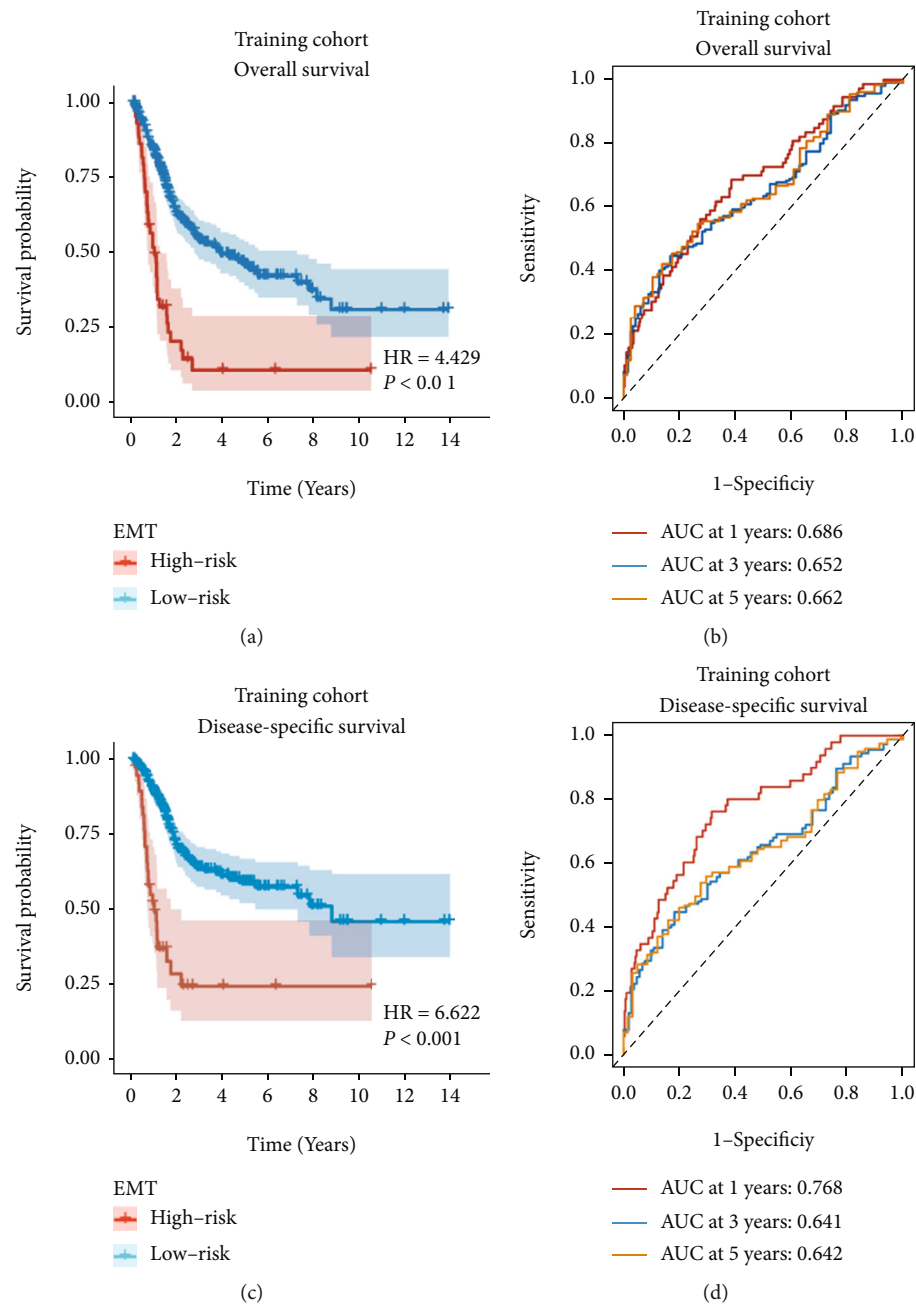 Training cohort
Overall survival
Survival probability
1.00
0.75
0.50
0.25
0.00
HR = 4.429
P < 0.0 1
0 2 4 6 8 10 12 14
Time (Years)
EMT
High–risk
Low–risk
(a)
Training cohort
Overall survival
Sensitivity
1.0
0.8
0.6
0.4
0.2
0.0
0.0 0.2 0.4 0.6 0.8 1.0
1–Specificiy
AUC at 1 years: 0.686
AUC at 3 years: 0.652
AUC at 5 years: 0.662
(b)
Training cohort
Disease-specific survival
Survival probability
1.00
0.75
0.50
0.25
0.00
HR = 6.622
P < 0.001
0 2 4 6 8 10 12 14
Time (Years)
EMT
High–risk
Low–risk
(c)
Training cohort
Disease-specific survival
Sensitivity
1.0
0.8
0.6
0.4
0.2
0.0
0.0 0.2 0.4 0.6 0.8 1.0
1–Specificiy
AUC at 1 years: 0.768
AUC at 3 years: 0.641
AUC at 5 years: 0.642
(d)